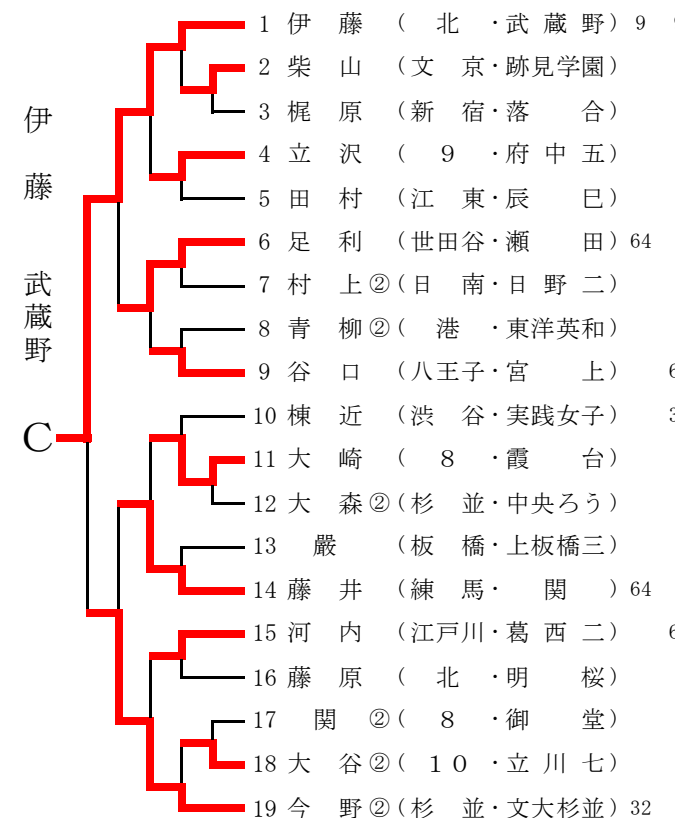 1 伊 藤 ( 北 ・武 蔵 野) 9
2 柴 山 (文 京・跡見学園)
3 梶 原 (新 宿・落 合)
4 立 沢 ( 9 ・府 中 五)
5 田 村 (江 東・辰 巳)
6 足 利 (世田谷・瀬 田) 64
7 村 上②(日 南・日 野 二)
8 青 柳②( 港 ・東洋英和)
9 谷 口 (八王子・宮 上)
10 棟 近 (渋 谷・実践女子)
11 大 崎 ( 8 ・霞 台)
12 大 森②(杉 並・中央ろう)
13 嚴 (板 橋・上板橋三)
14 藤 井 (練 馬・ 関 ) 64
15 河 内 (江戸川・葛 西 二)
16 藤 原 ( 北 ・明 桜)
17 関 ②( 8 ・御 堂)
18 大 谷②( 10 ・立 川 七)
19 今 野②(杉 並・文大杉並) 32
伊 藤 武蔵野
C